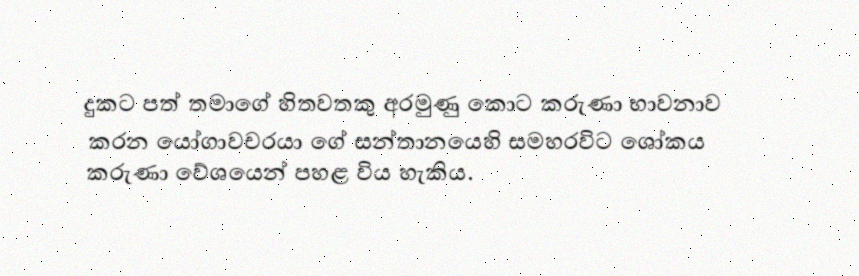 දුකට පත් තමාගේ හිතවතකු අරමුණු කොට කරුණා භාවනාව
කරන යෝගාවචරයා ගේ සන්තානයෙහි සමහරවිට ශෝකය
කරුණා වේශයෙන් පහළ විය හැකිය.